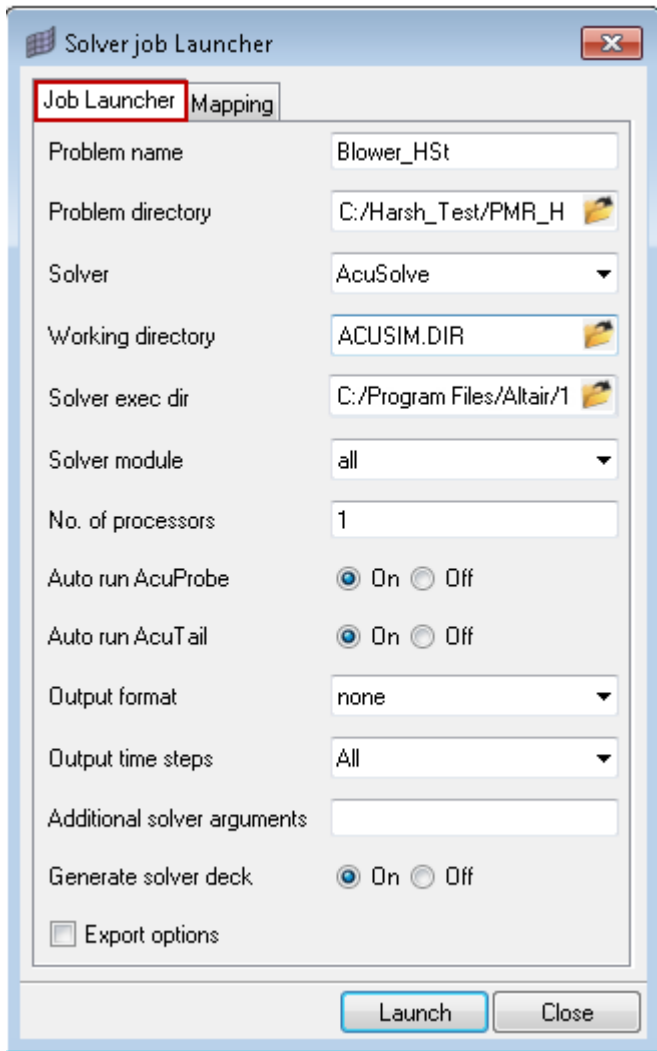 Solver job Launcher
Job Launcher Mapping
Problem name Blower_HSt
Problem directory C:/Harsh_Test/PMR_H
Solver AcuSolve
Working directory ACUSIM.DIR
Solver exec dir C:/Program Files/Altair/1
Solver module all
No. of processors 1
Auto run AcuProbe On Off
Auto run AcuTail On Off
Output format none
Output time steps All
Additional solver arguments
Generate solver deck On Off
Export options
Launch Close